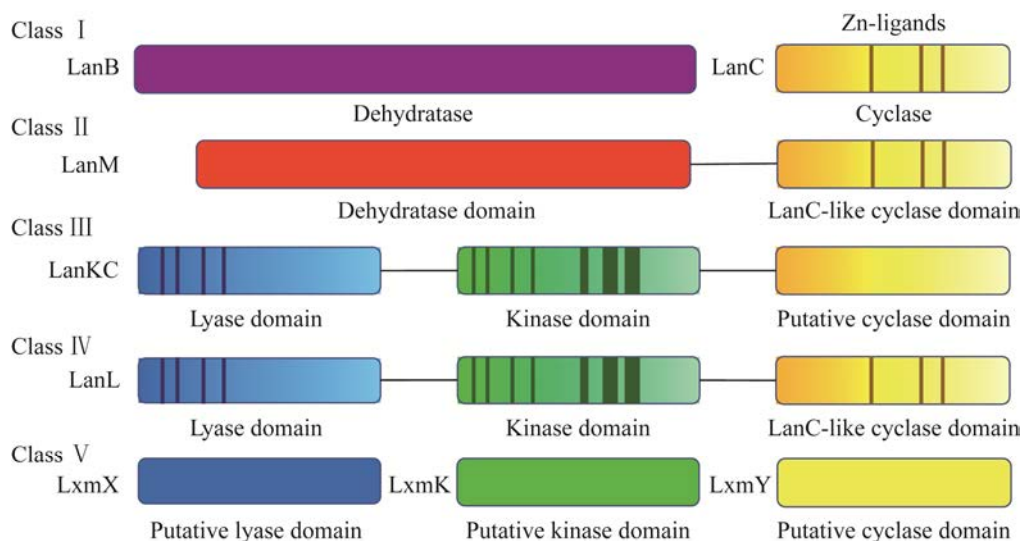 Class Ⅰ
Zn-ligands
LanB
LanC
Dehydratase
Cyclase
Class Ⅱ
LanM
Dehydratase domain
LanC-like cyclase domain
Class Ⅲ
LanKC
Lyase domain
Kinase domain
Putative cyclase domain
Class Ⅳ
LanL
Lyase domain
Kinase domain
LanC-like cyclase domain
Class Ⅴ
LxmX
LxmK
LxmY
Putative lyase domain
Putative kinase domain
Putative cyclase domain